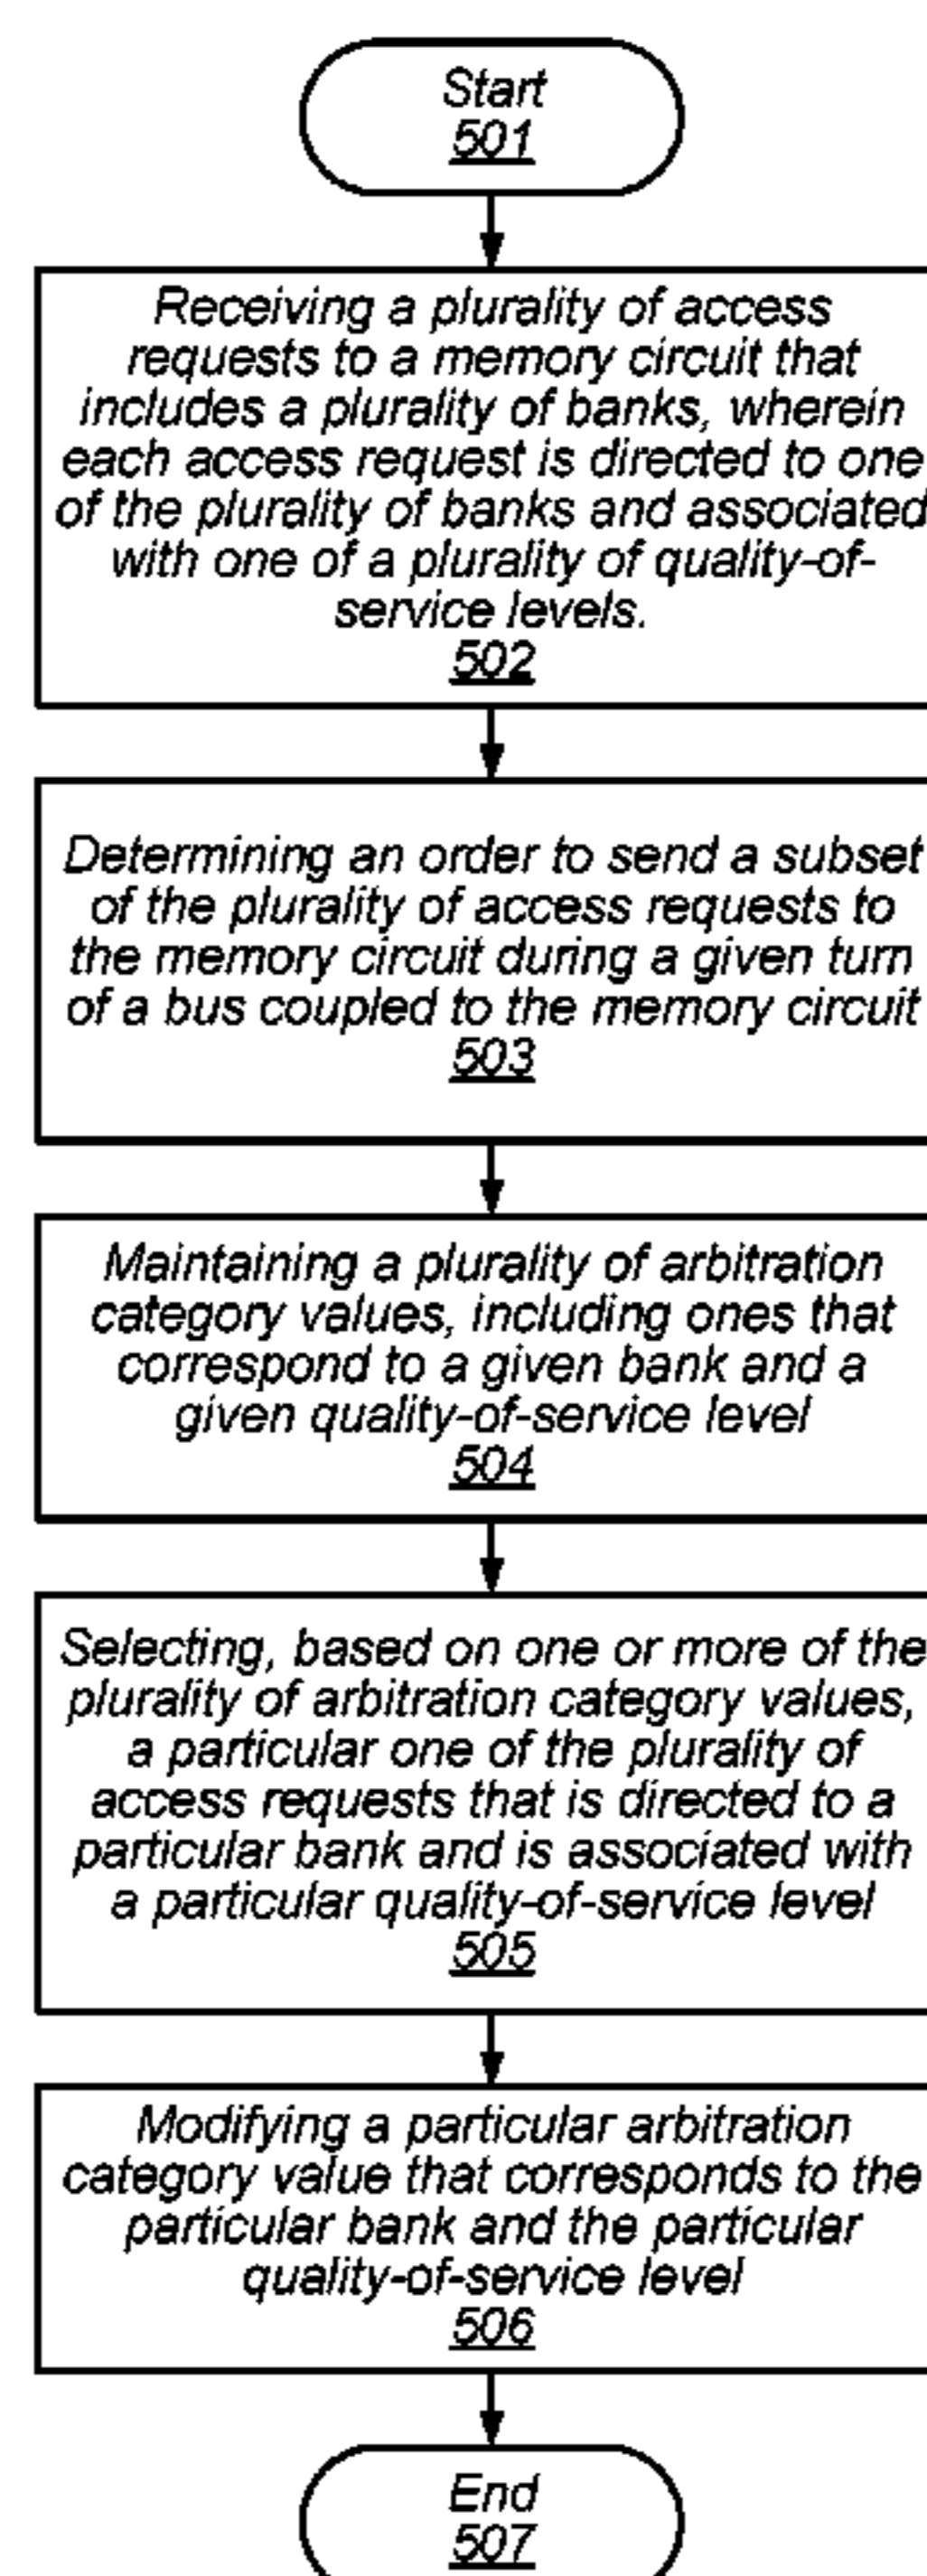 Start
501
Receiving a plurality of access
requests to a memory circuit that
includes a plurality of banks, wherein
each access request is directed to one
of the plurality of banks and associated
with one of a plurality of quality-of-
service levels.
502
Determining an order to send a subset
of the plurality of access requests to
the memory circuit during a given turn
of a bus coupled to the memory circuit
503
Maintaining a plurality of arbitration
category values, including ones that
correspond to a given bank and a
given quality-of-service level
504
Selecting, based on one or more of the
plurality of arbitration category values,
a particular one of the plurality of
access requests that is directed to a
particular bank and is associated with
a particular quality-of-service level
505
Modifying a particular arbitration
category value that corresponds to the
particular bank and the particular
quality-of-service level
506
End
507